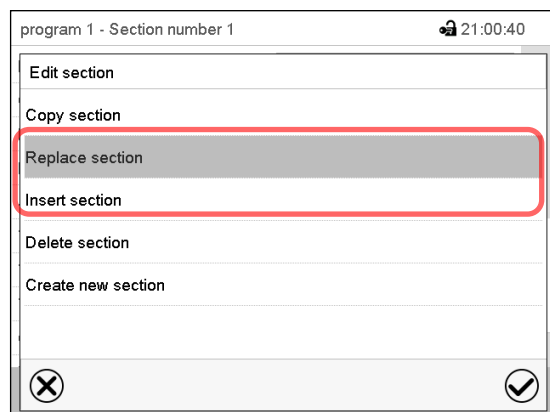 program 1 - Section number 1 21:00:40
Edit section
Copy section
Replace section
Insert section
Delete section
Create new section